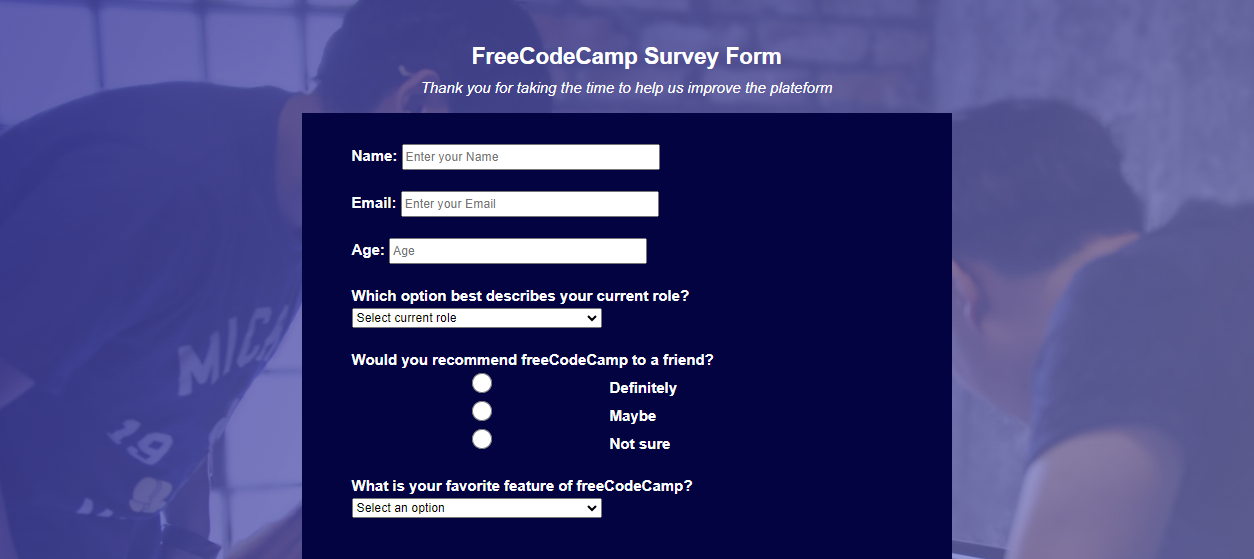 FreeCodeCamp Survey Form
Thank you for taking the time to help us improve the plateform
Name: Enter your Name
Email: Enter your Email
Age: Age
Which option best describes your current role?
Select current role
Would you recommend freeCodeCamp to a friend?
Definitely
Maybe
Not sure
What is your favorite feature of freeCodeCamp?
Select an option
MICH
19